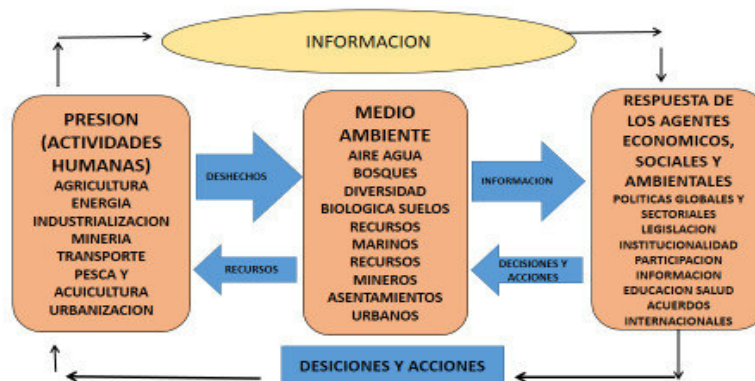 INFORMACION
PRESION
(ACTIVIDADES
HUMANAS)
AGRICULTURA
ENERGIA
INDUSTRIALIZACION
MINERIA
TRANSPORTE
PESCA Y
ACUICULTURA
URBANIZACION
DESHECHOS
RECURSOS
MEDIO
AMBIENTE
AIRE AGUA
BOSQUES
DIVERSIDAD
BIOLOGICA SUELOS
RECURSOS
MARINOS
RECURSOS
MINEROS
ASENTAMIENTOS
URBANOS
INFORMACION
DECISIONES Y
ACCIONES
RESPUESTA DE
LOS AGENTES
ECONOMICOS,
SOCIALES Y
AMBIENTALES
POLITICAS GLOBALES Y
SECTORIALES
LEGISLACION
INSTITUCIONALIDAD
PARTICIPACION
INFORMACION
EDUCACION SALUD
ACUERDOS
INTERNACIONALES
DESICIONES Y ACCIONES